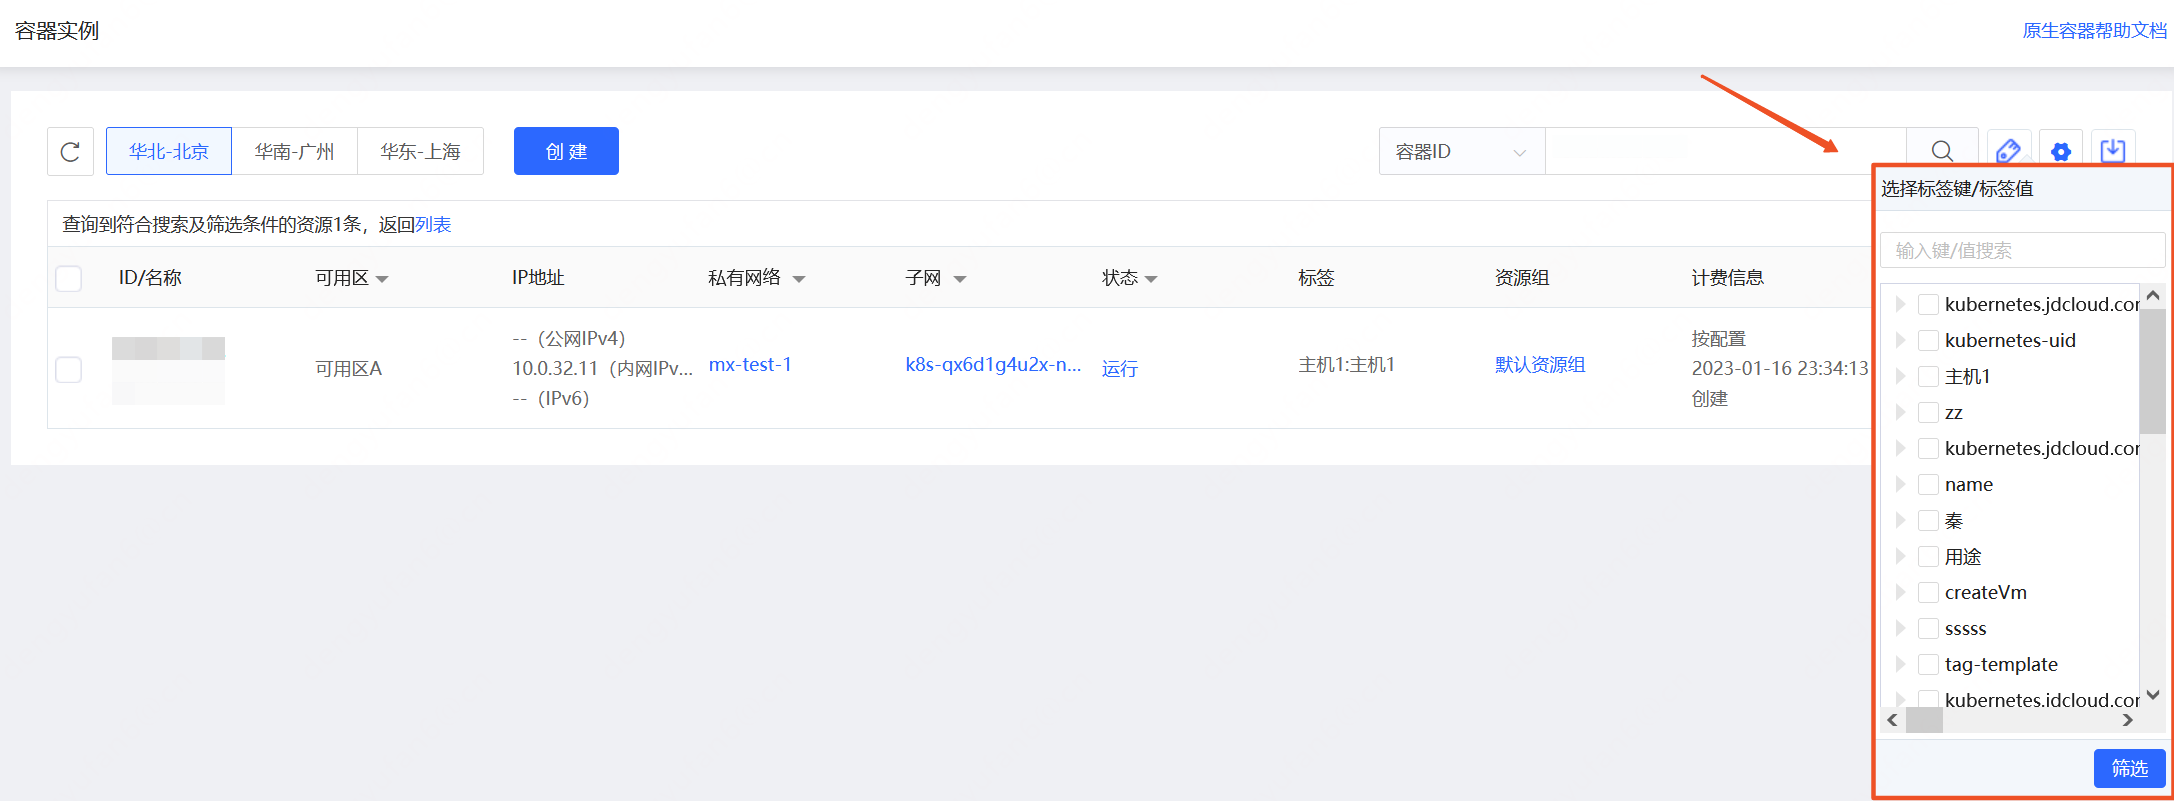 容器实例
原生容器帮助文档
华北-北京
华南-广州
华东-上海
创 建
容器ID
查询到符合搜索及筛选条件的资源1条，返回列表
ID/名称
可用区
IP地址
私有网络
子网
状态
标签
资源组
计费信息
可用区A
--（公网IPv4）
10.0.32.11（内网IPv...
--（IPv6）
mx-test-1
k8s-qx6d1g4u2x-n...
运行
主机1:主机1
默认资源组
按配置
2023-01-16 23:34:13
创建
选择标签键/标签值
输入键/值搜索
kubernetes.jdcloud.cor
kubernetes-uid
主机1
zz
kubernetes.jdcloud.cor
name
秦
用途
createVm
sssss
tag-template
kubernetes.jdcloud.cor
筛选